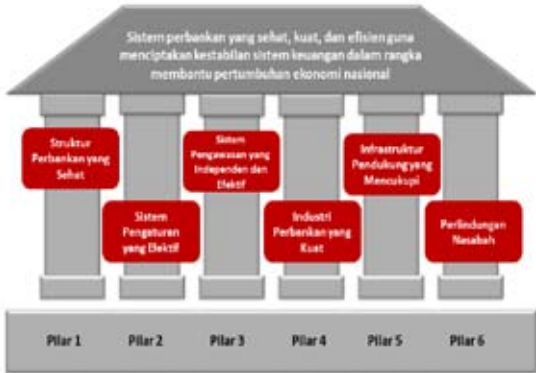 Sistem perbankan yang sehat, kuat, dan efisien guna
menciptakan kestabilan sistem keuangan dalam rangka
membantu pertumbuhan ekonomi nasional
Struktur
Perbankan yang
Sehat
Sistem
Pengaturan
yang Efektif
Sistem
Pengawasan yang
Independen dan
Efektif
Industri
Perbankan yang
Kuat
Infrastruktur
Pendukung yang
Mencukupi
Perlindungan
Nasabah
Pilar 1
Pilar 2
Pilar 3
Pilar 4
Pilar 5
Pilar 6